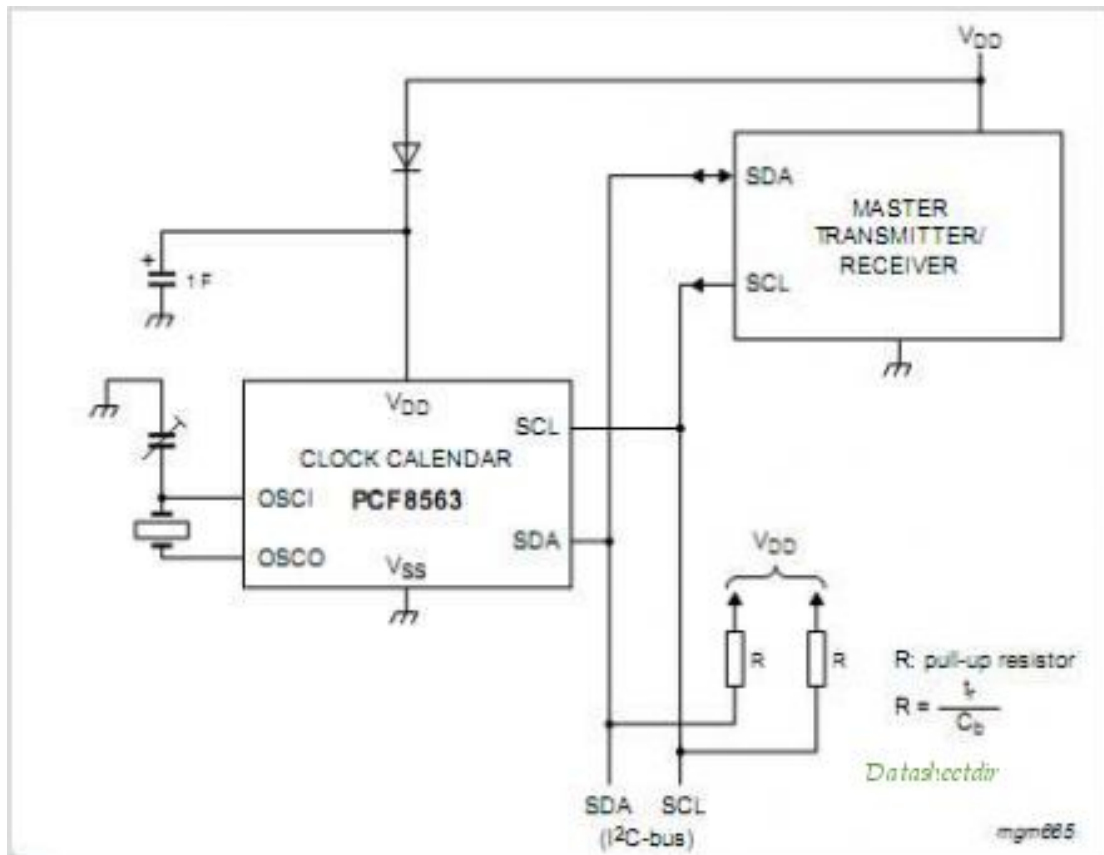 VDD
SDA
MASTER
TRANSMITTER/
RECEIVER
SCL
+
1 F
VDD
SCL
CLOCK CALENDAR
OSCI
PCF8563
SDA
OSCO
VSS
VDD
R
R
R: pull-up resistor
R = tr / Cb
Datasheetdir
SDA SCL
(I²C-bus)
mgm665